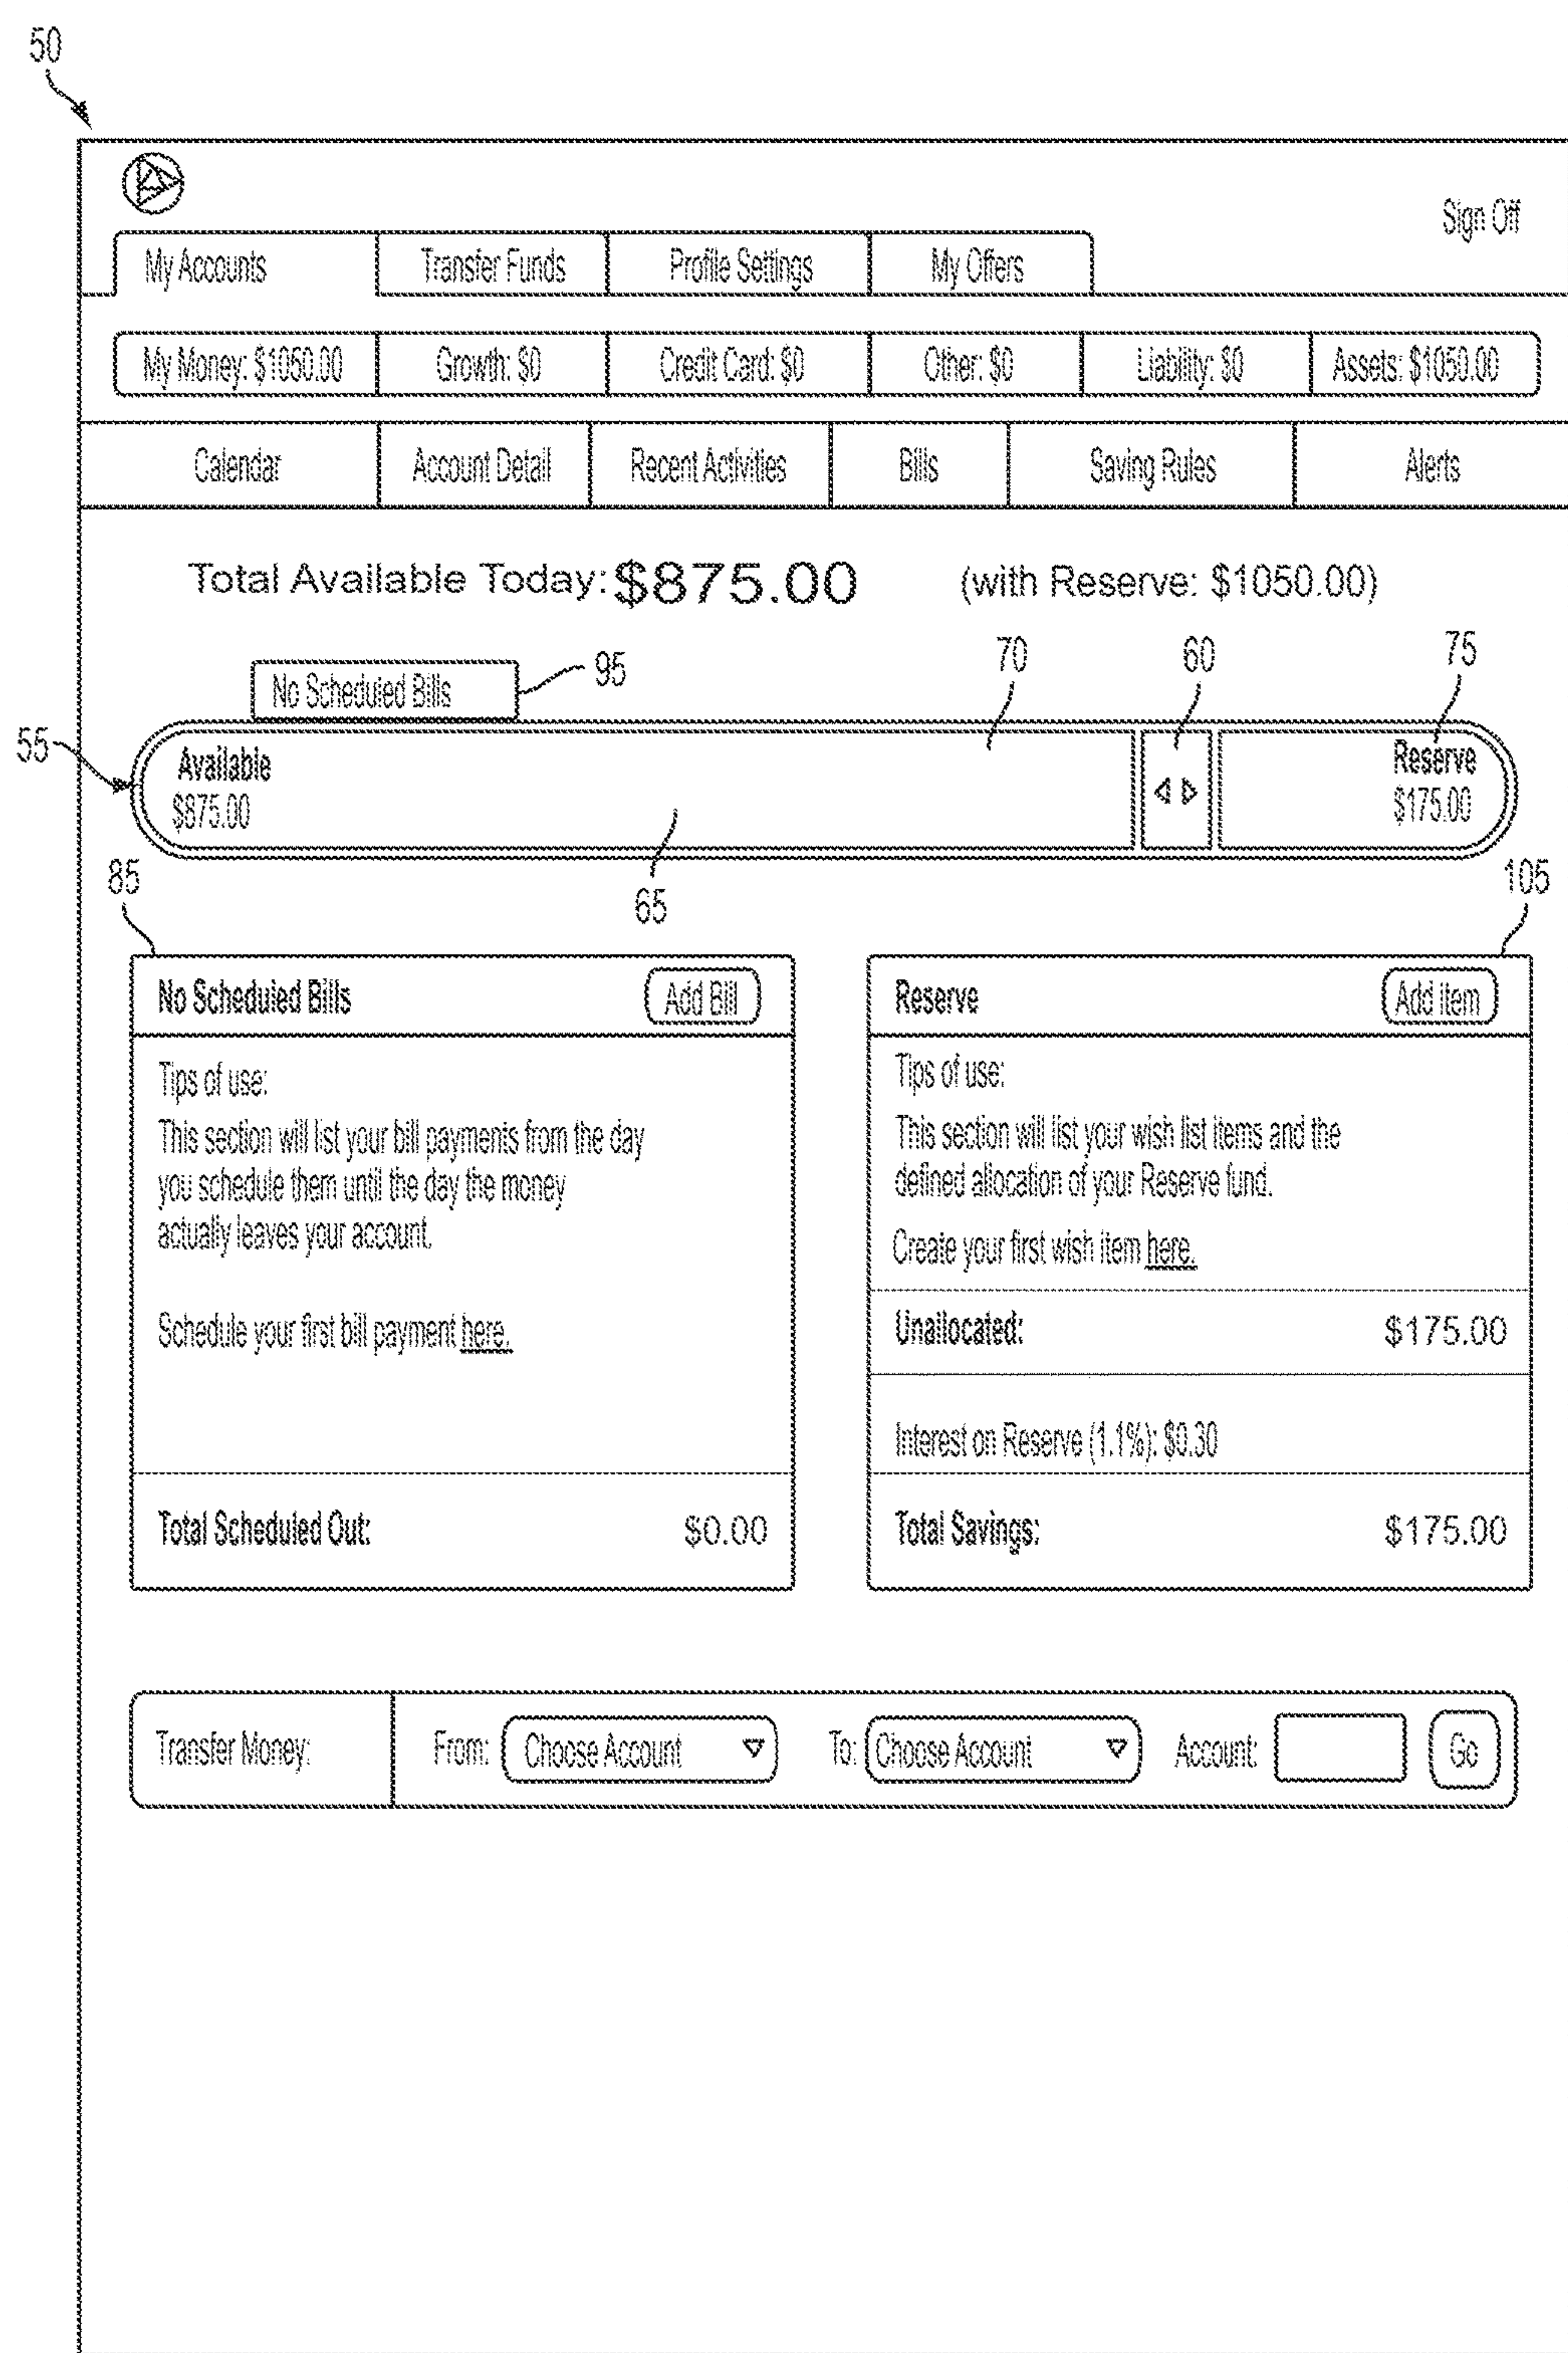 50
Sign Off
My Accounts Transfer Funds Profile Settings My Offers
My Money: $1050.00 Growth: $0 Credit Card: $0 Other: $0 Liability: $0 Assets: $1050.00
Calendar Account Detail Recent Activities Bills Saving Rules Alerts
Total Available Today: $875.00 (with Reserve: $1050.00)
95 70 60 75
No Scheduled Bills
55
Available Reserve
$875.00 $175.00
85 65 105
No Scheduled Bills Add Bill
Tips of use:
This section will list your bill payments from the day
you schedule them until the day the money
actually leaves your account.
Schedule your first bill payment here.
Total Scheduled Out: $0.00
Reserve Add item
Tips of use:
This section will list your wish list items and the
defined allocation of your Reserve fund.
Create your first wish item here.
Unallocated: $175.00
Interest on Reserve (1.1%): $0.30
Total Savings: $175.00
Transfer Money: From: Choose Account To: Choose Account Account: Go